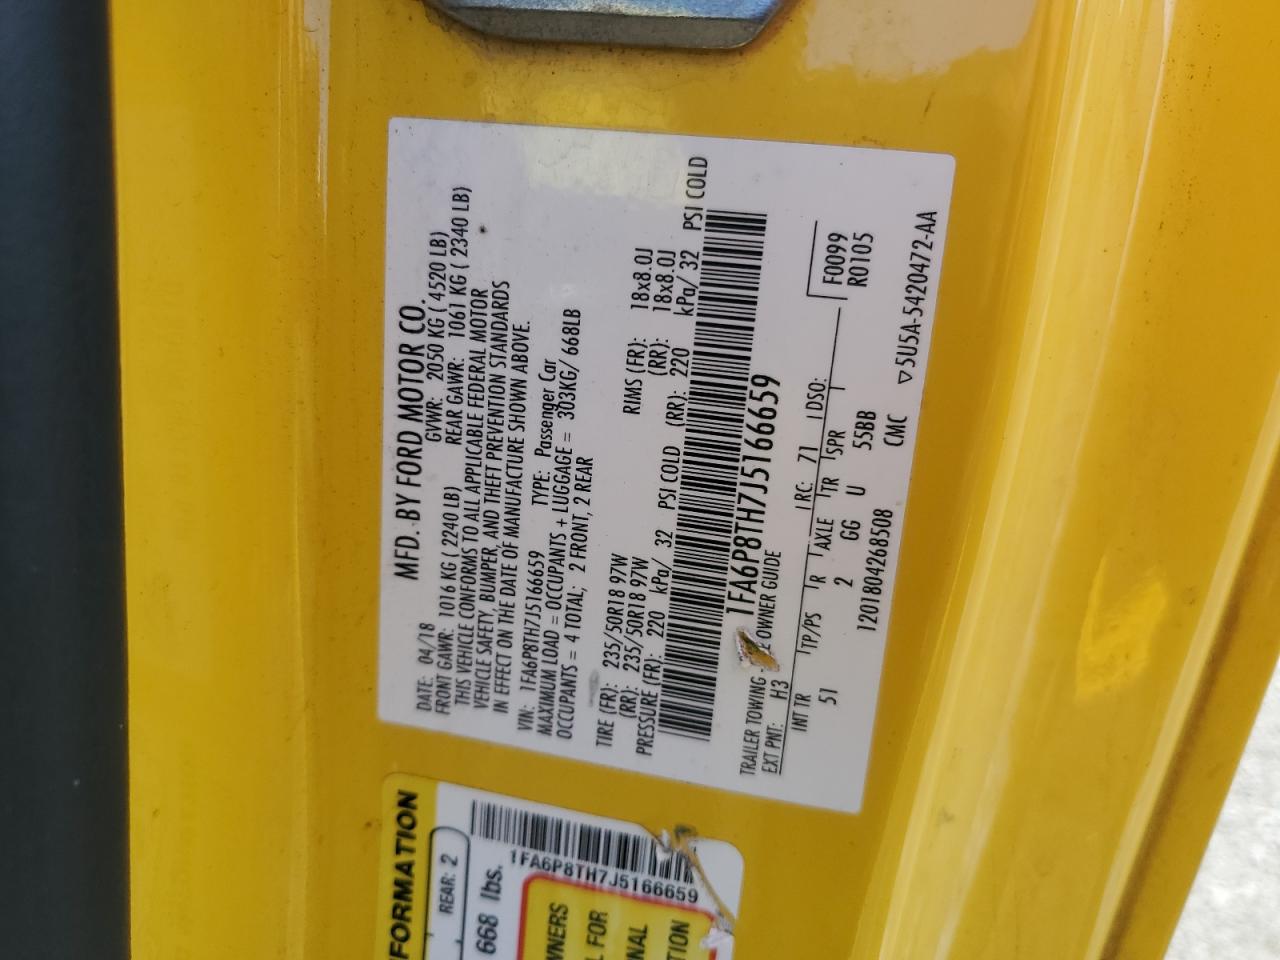 MFD. BY FORD MOTOR CO.
DATE: 04/18 GVWR: 2050 KG ( 4520 LB)
FRONT GAWR: 1016 KG ( 2240 LB) REAR GAWR: 1061 KG ( 2340 LB)
THIS VEHICLE CONFORMS TO ALL APPLICABLE FEDERAL MOTOR
VEHICLE SAFETY, BUMPER, AND THEFT PREVENTION STANDARDS
IN EFFECT ON THE DATE OF MANUFACTURE SHOWN ABOVE.
VIN: 1FA6P8TH7J5166659 TYPE: Passenger Car
MAXIMUM LOAD = OCCUPANTS + LUGGAGE = 303KG/ 668LB
OCCUPANTS = 4 TOTAL; 2 FRONT, 2 REAR
TIRE (FR): 235/50R18 97W RIMS (FR): 18x8.0J
(RR): 235/50R18 97W (RR): 18x8.0J
PRESSURE (FR): 220 kPa/ 32 PSI COLD (RR): 220 kPa/ 32 PSI COLD
1FA6P8TH7J5166659
TRAILER TOWING - OWNER GUIDE
EXT PNT: H3 RC: 71 DSO:
INT TR TP/PS R AXLE TR SPR F0099
51 2 GG U 55BB R0105
1201804268508 CMC ▽5U5A-5420472-AA
FORMATION
REAR: 2
668 lbs.
1FA6P8TH7J5166659
WNERS
L FOR
NAL
TION